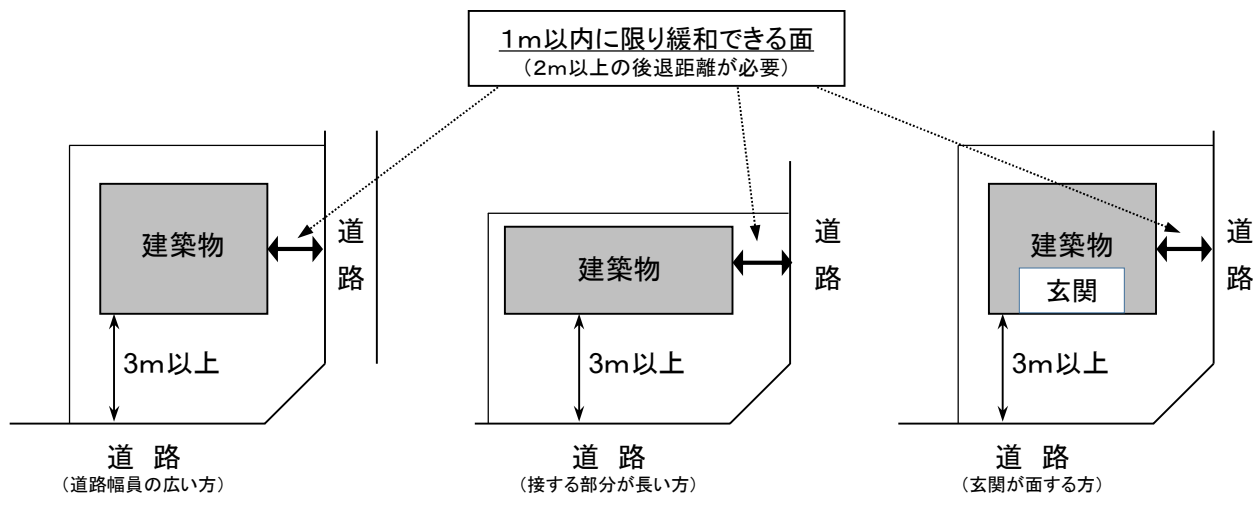 1m以内に限り緩和できる面
(2m以上の後退距離が必要)
建築物
道路
3m以上
道 路
(道路幅員の広い方)
建築物
道路
3m以上
道 路
(接する部分が長い方)
建築物
玄関
道路
3m以上
道 路
(玄関が面する方)